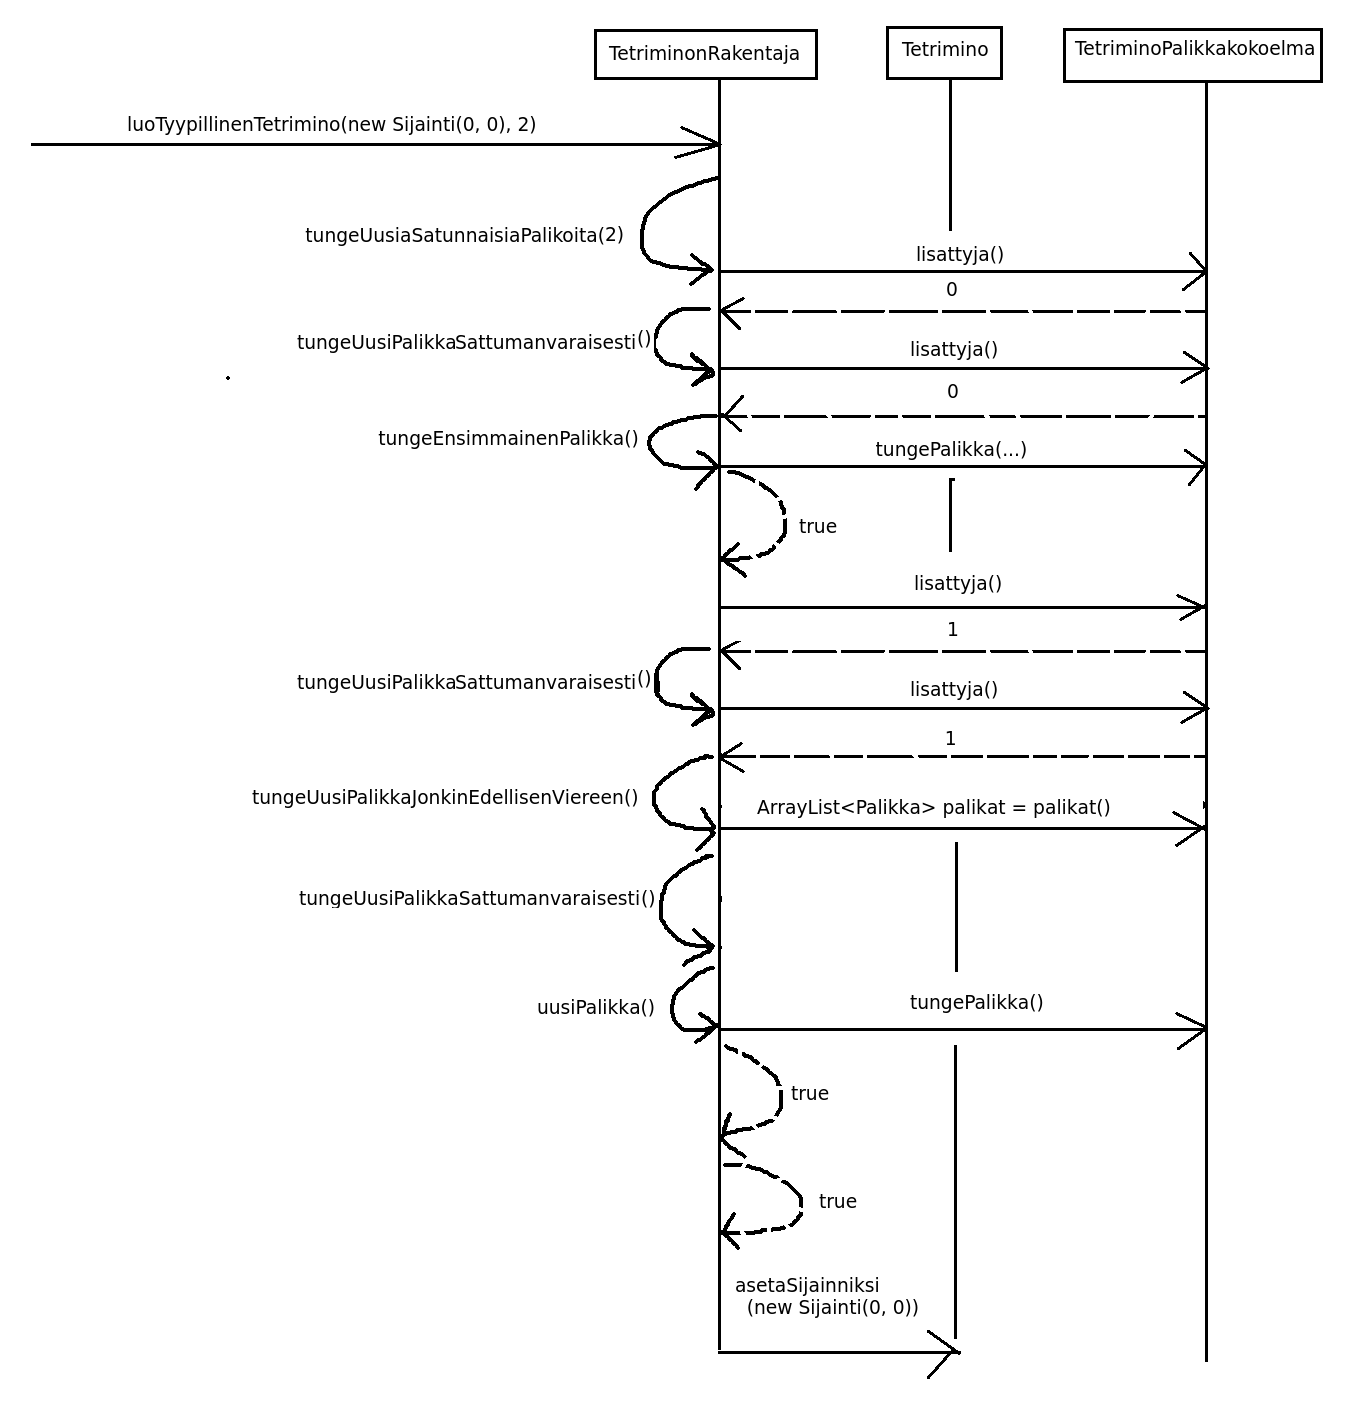 TetriminonRakentaja
Tetrimino
TetriminoPalikkakokoelma
luoTyypillinenTetrimino(new Sijainti(0, 0), 2)
tungeUusiaSatunnaisiaPalikoita(2)
lisattyja()
0
tungeUusiPalikkaSattumanvaraisesti()
lisattyja()
0
tungeEnsimmainenPalikka()
tungePalikka(...)
true
lisattyja()
1
tungeUusiPalikkaSattumanvaraisesti()
lisattyja()
1
tungeUusiPalikkaJonkinEdellisenViereen()
ArrayList<Palikka> palikat = palikat()
tungeUusiPalikkaSattumanvaraisesti()
uusiPalikka()
tungePalikka()
true
true
asetaSijainniksi
(new Sijainti(0, 0))